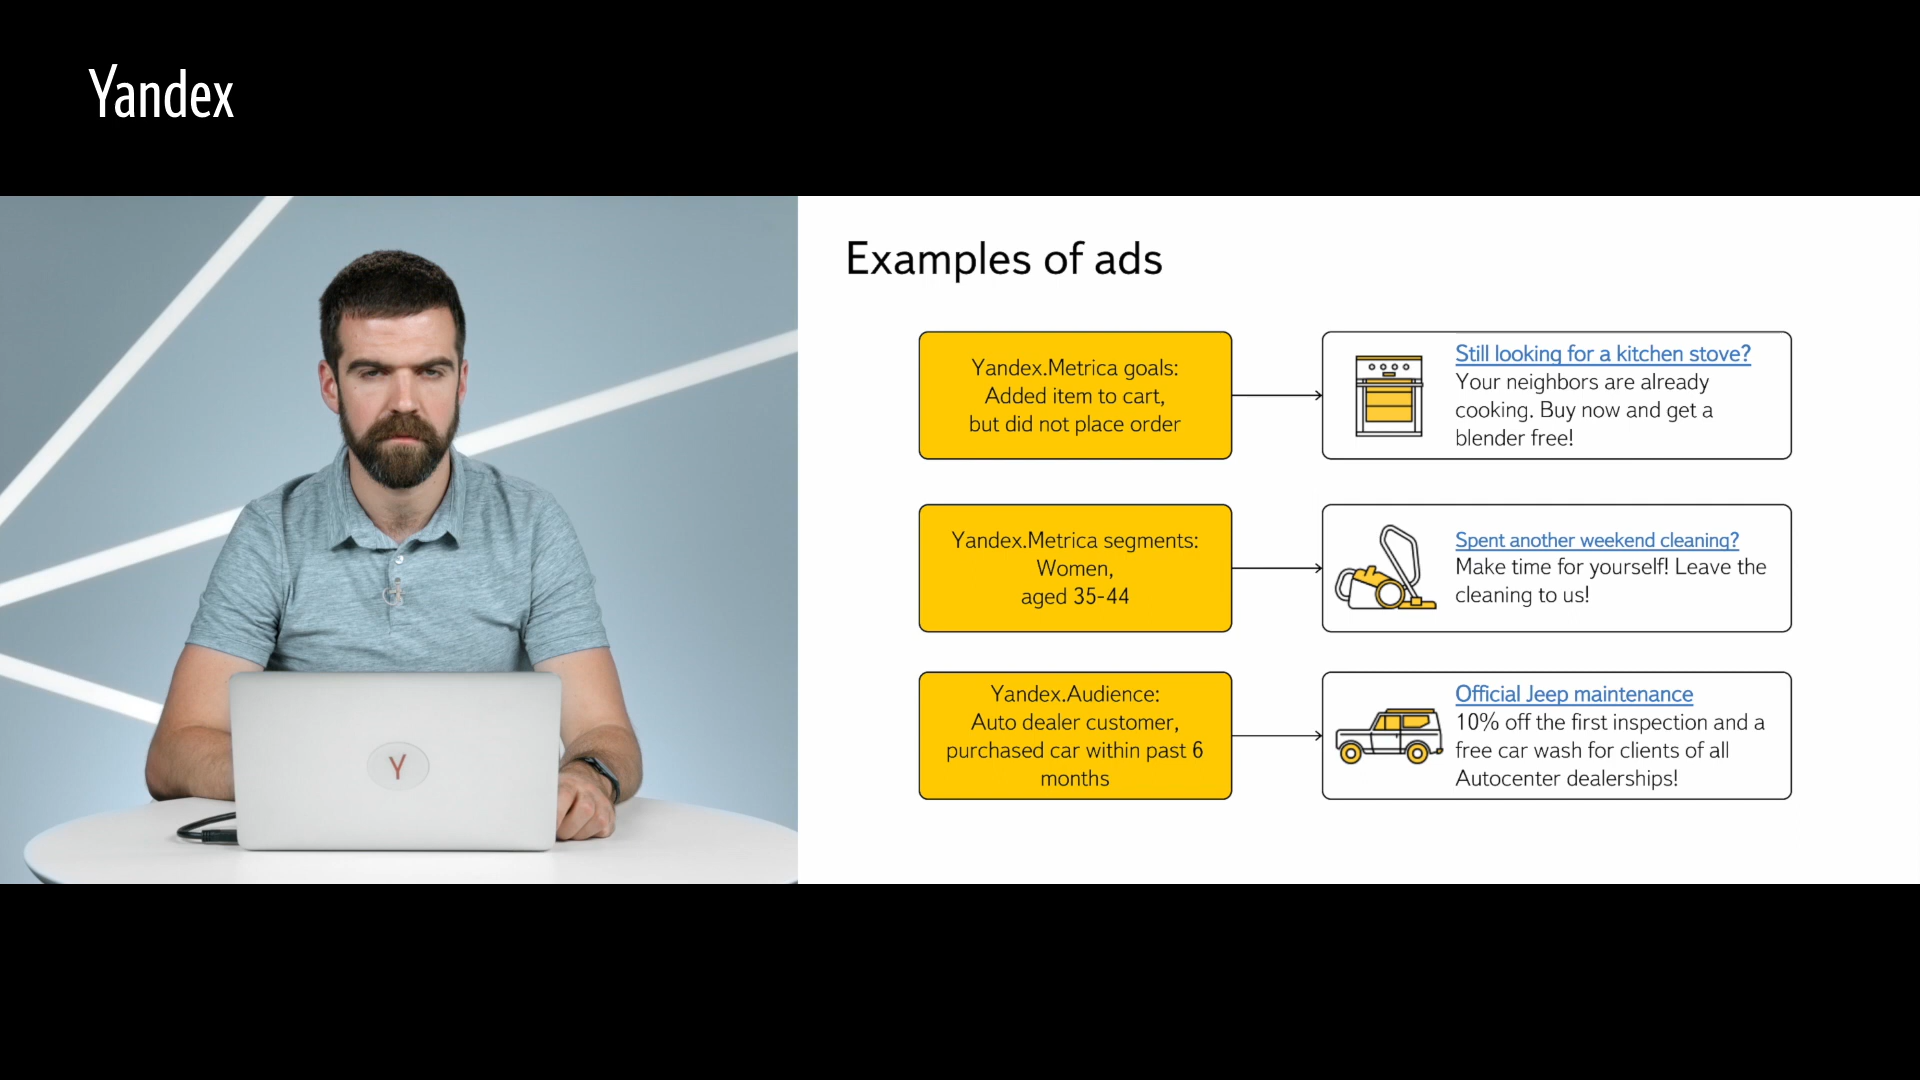 Yandex
Examples of ads
Yandex.Metrica goals:
Added item to cart,
but did not place order
Still looking for a kitchen stove?
Your neighbors are already
cooking. Buy now and get a
blender free!
Yandex.Metrica segments:
Women,
aged 35-44
Spent another weekend cleaning?
Make time for yourself! Leave the
cleaning to us!
Yandex.Audience:
Auto dealer customer,
purchased car within past 6
months
Official Jeep maintenance
10% off the first inspection and a
free car wash for clients of all
Autocenter dealerships!
Y